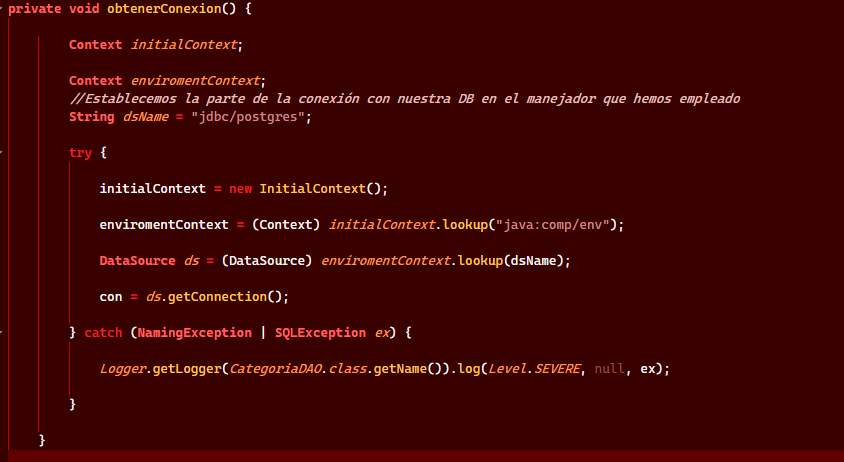 private void obtenerConexion() {
Context initialContext;
Context enviromentContext;
//Establecemos la parte de la conexión con nuestra DB en el manejador que hemos empleado
String dsName = "jdbc/postgres";
try {
initialContext = new InitialContext();
enviromentContext = (Context) initialContext.lookup("java:comp/env");
DataSource ds = (DataSource) enviromentContext.lookup(dsName);
con = ds.getConnection();
} catch (NamingException | SQLException ex) {
Logger.getLogger(CategoriaDAO.class.getName()).log(Level.SEVERE, null, ex);
}
}